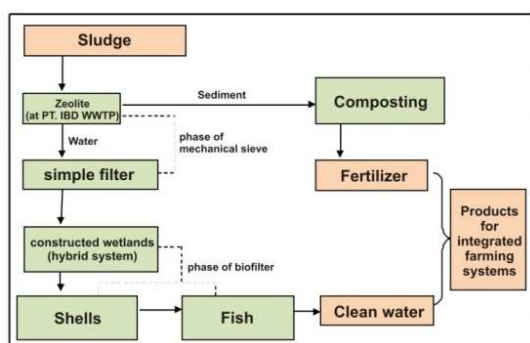 Sludge
Zeolite
(at PT. IBD WWTP)
Sediment
Composting
Water
phase of
mechanical sieve
simple filter
Fertilizer
Products
for
integrated
farming
systems
constructed wetlands
(hybrid system)
phase of biofilter
Shells
Fish
Clean water